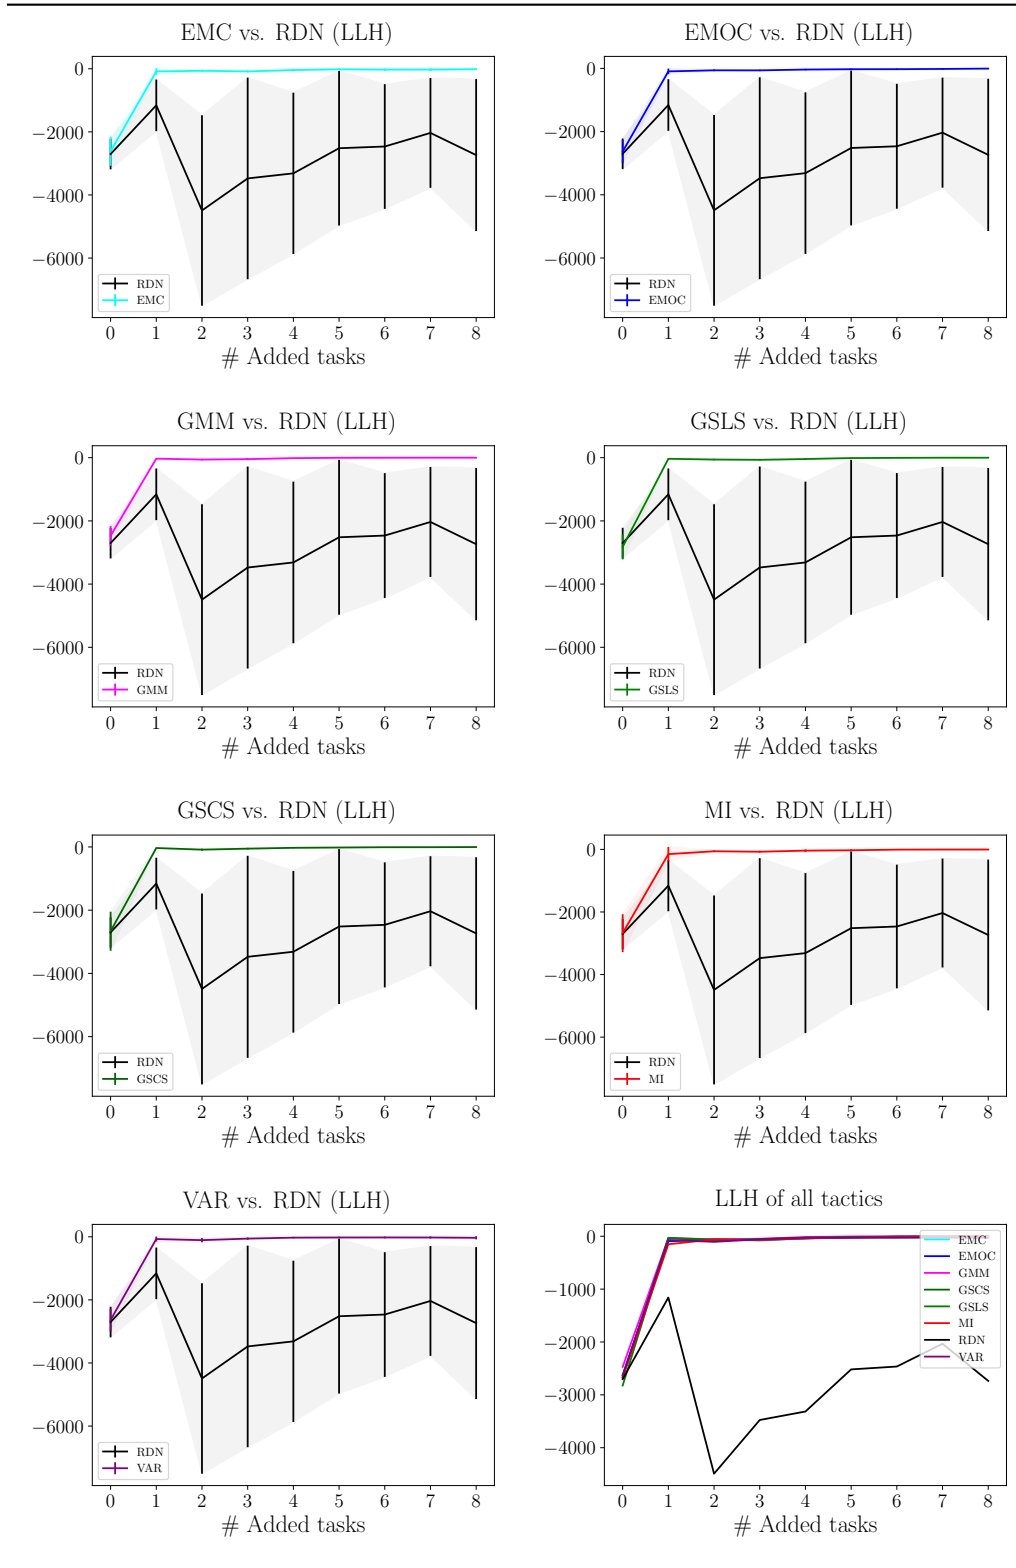 EMC vs. RDN (LLH)
0
−2000
−4000
−6000
RDN
EMC
0 1 2 3 4 5 6 7 8
# Added tasks
EMOC vs. RDN (LLH)
0
−2000
−4000
−6000
RDN
EMOC
0 1 2 3 4 5 6 7 8
# Added tasks
GMM vs. RDN (LLH)
0
−2000
−4000
−6000
RDN
GMM
0 1 2 3 4 5 6 7 8
# Added tasks
GSLS vs. RDN (LLH)
0
−2000
−4000
−6000
RDN
GSLS
0 1 2 3 4 5 6 7 8
# Added tasks
GSCS vs. RDN (LLH)
0
−2000
−4000
−6000
RDN
GSCS
0 1 2 3 4 5 6 7 8
# Added tasks
MI vs. RDN (LLH)
0
−2000
−4000
−6000
RDN
MI
0 1 2 3 4 5 6 7 8
# Added tasks
VAR vs. RDN (LLH)
0
−2000
−4000
−6000
RDN
VAR
0 1 2 3 4 5 6 7 8
# Added tasks
LLH of all tactics
0
−1000
−2000
−3000
−4000
EMC
EMOC
GMM
GSCS
GSLS
MI
RDN
VAR
0 1 2 3 4 5 6 7 8
# Added tasks